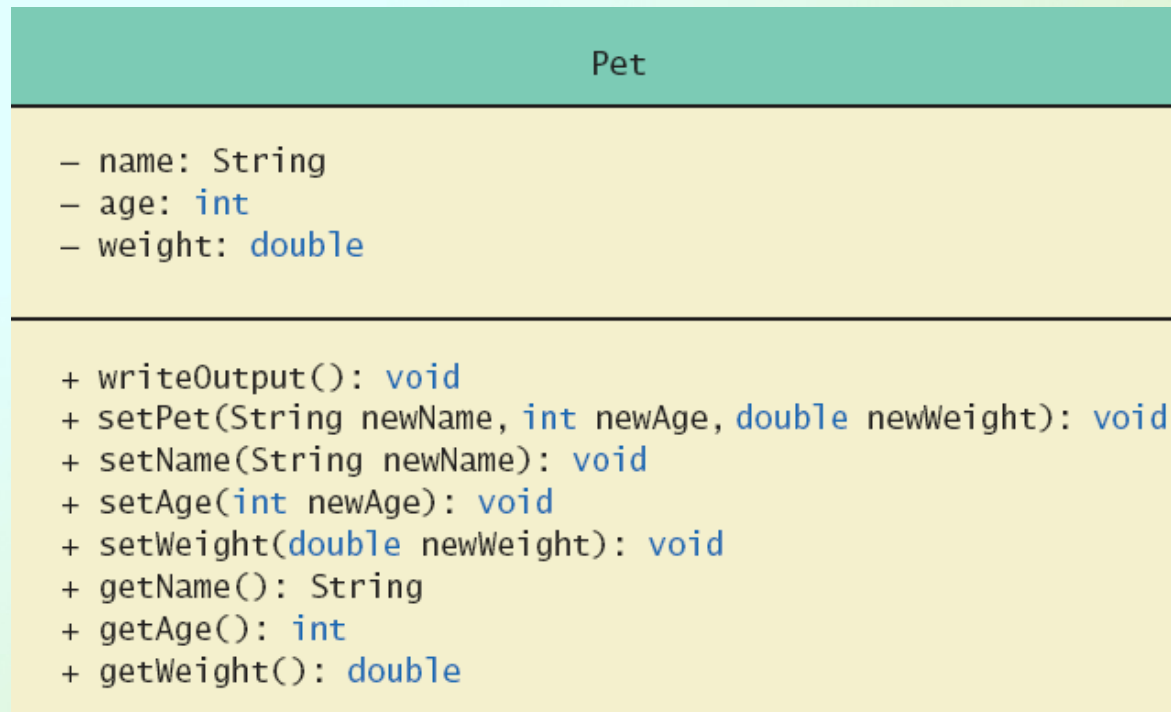 Pet
– name: String
– age: int
– weight: double
+ writeOutput(): void
+ setPet(String newName, int newAge, double newWeight): void
+ setName(String newName): void
+ setAge(int newAge): void
+ setWeight(double newWeight): void
+ getName(): String
+ getAge(): int
+ getWeight(): double